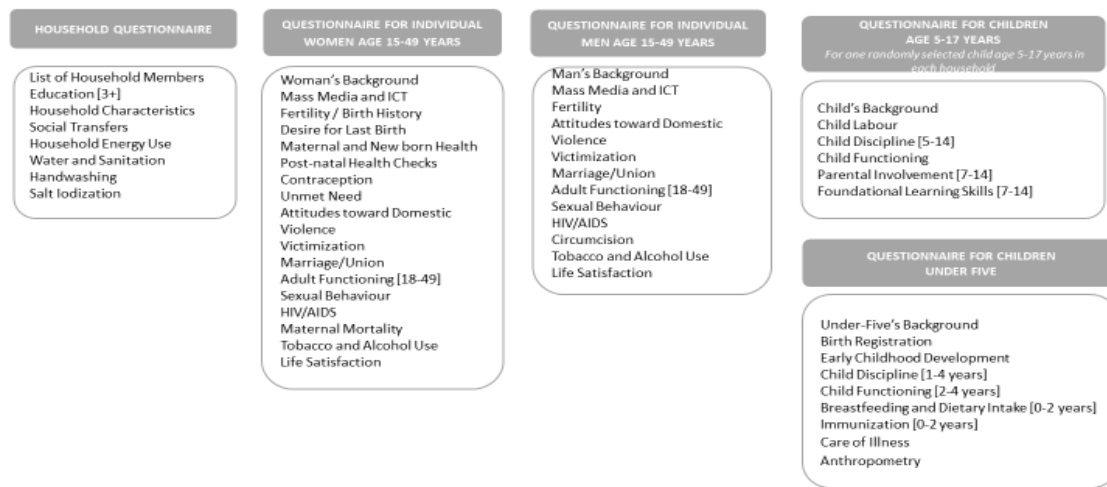 HOUSEHOLD QUESTIONNAIRE
List of Household Members
Education [3+]
Household Characteristics
Social Transfers
Household Energy Use
Water and Sanitation
Handwashing
Salt Iodization
QUESTIONNAIRE FOR INDIVIDUAL
WOMEN AGE 15-49 YEARS
Woman's Background
Mass Media and ICT
Fertility / Birth History
Desire for Last Birth
Maternal and New born Health
Post-natal Health Checks
Contraception
Unmet Need
Attitudes toward Domestic
Violence
Victimization
Marriage/Union
Adult Functioning [18-49]
Sexual Behaviour
HIV/AIDS
Maternal Mortality
Tobacco and Alcohol Use
Life Satisfaction
QUESTIONNAIRE FOR INDIVIDUAL
MEN AGE 15-49 YEARS
Man's Background
Mass Media and ICT
Fertility
Attitudes toward Domestic
Violence
Victimization
Marriage/Union
Adult Functioning [18-49]
Sexual Behaviour
HIV/AIDS
Circumcision
Tobacco and Alcohol Use
Life Satisfaction
QUESTIONNAIRE FOR CHILDREN
AGE 5-17 YEARS
For one randomly selected child age 5-17 years in
each household
Child's Background
Child Labour
Child Discipline [5-14]
Child Functioning
Parental Involvement [7-14]
Foundational Learning Skills [7-14]
QUESTIONNAIRE FOR CHILDREN
UNDER FIVE
Under-Five's Background
Birth Registration
Early Childhood Development
Child Discipline [1-4 years]
Child Functioning [2-4 years]
Breastfeeding and Dietary Intake [0-2 years]
Immunization [0-2 years]
Care of Illness
Anthropometry